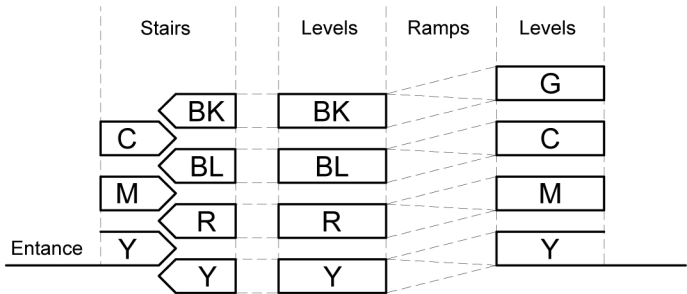 Stairs Levels Ramps Levels
G
BK BK
C C
BL BL
M M
R R
Entance Y Y
Y Y